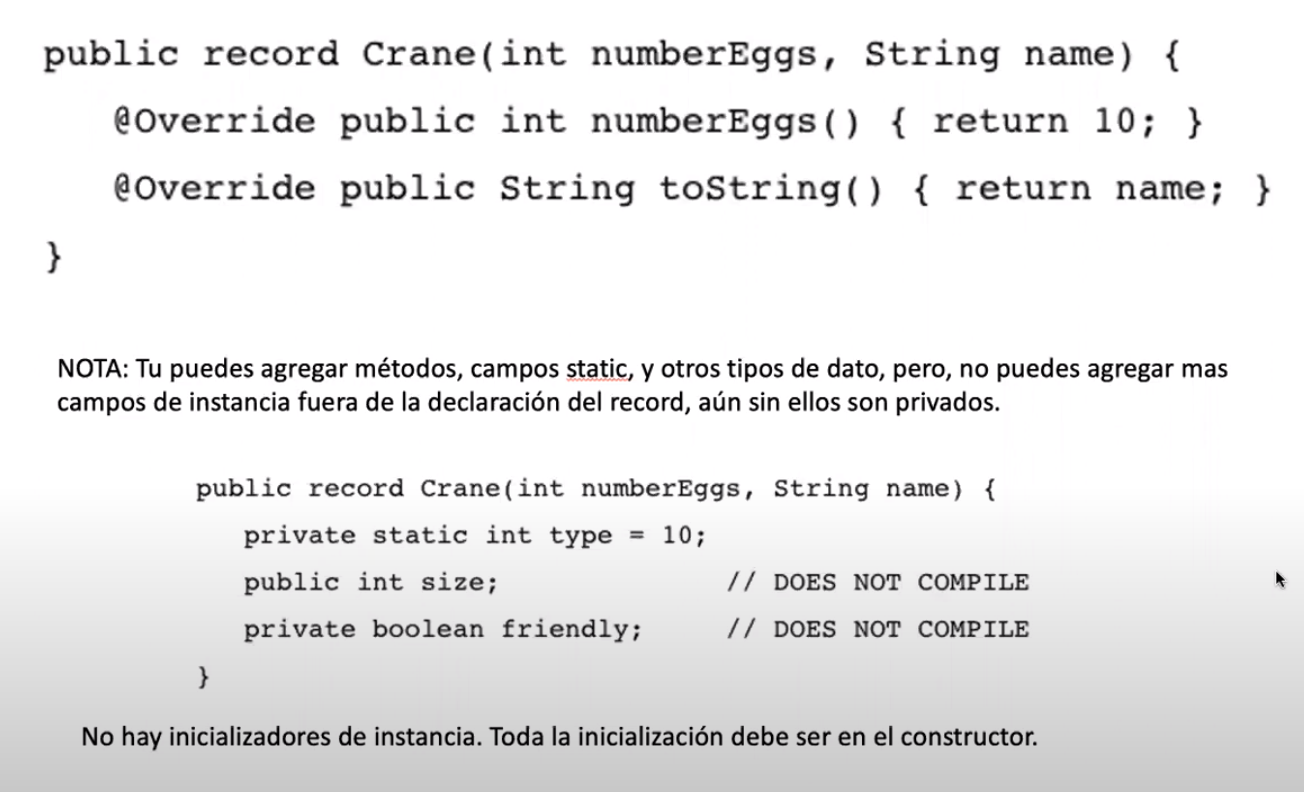 public record Crane(int numberEggs, String name) {
@Override public int numberEggs() { return 10; }
@Override public String toString() { return name; }
}
NOTA: Tu puedes agregar métodos, campos static, y otros tipos de dato, pero, no puedes agregar mas
campos de instancia fuera de la declaración del record, aún sin ellos son privados.
public record Crane(int numberEggs, String name) {
private static int type = 10;
public int size; // DOES NOT COMPILE
private boolean friendly; // DOES NOT COMPILE
}
No hay inicializadores de instancia. Toda la inicialización debe ser en el constructor.